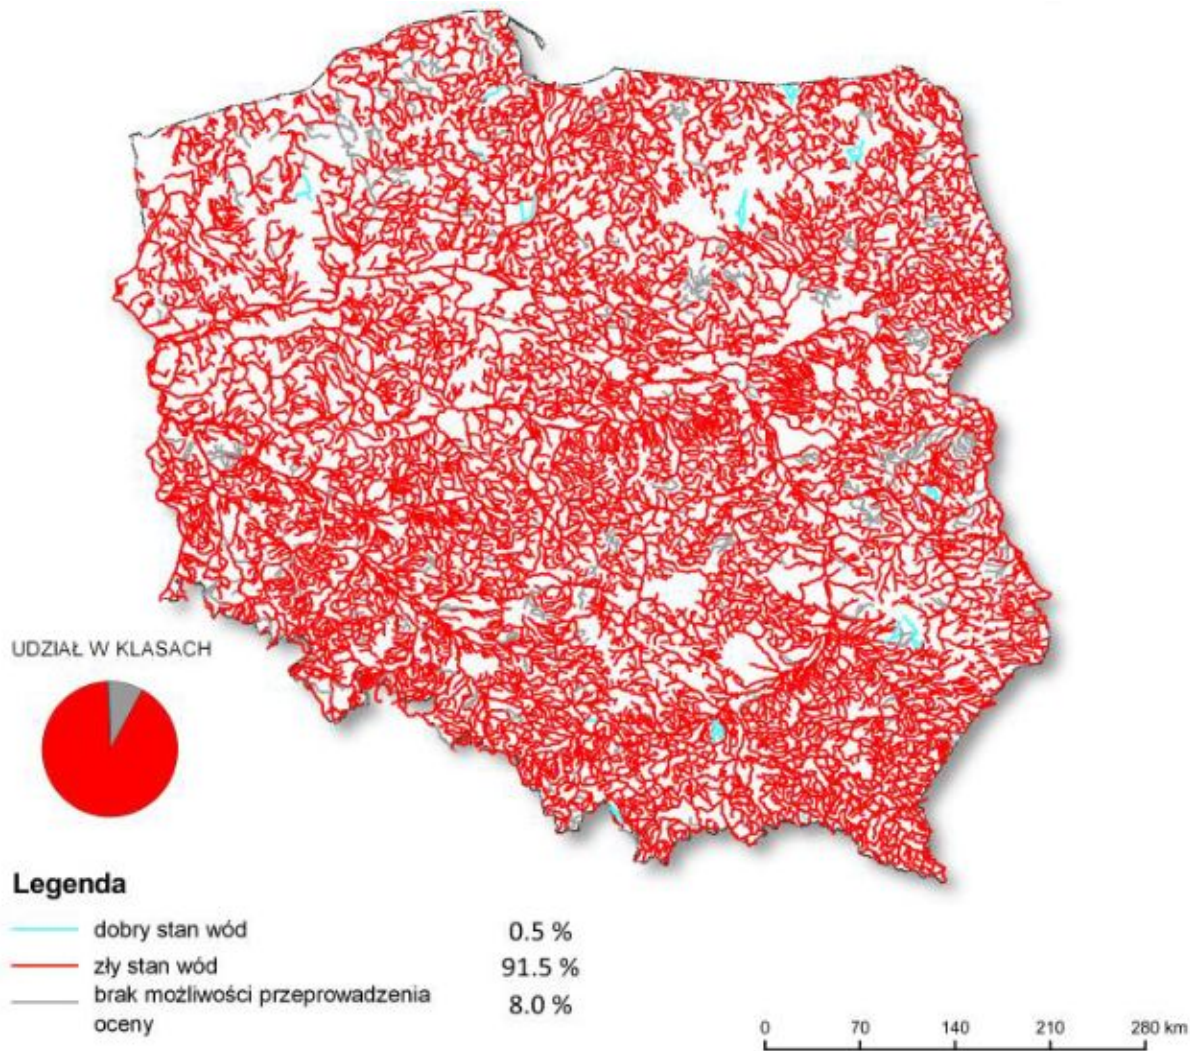 UDZIAŁ W KLASACH
Legenda
dobry stan wód 0.5 %
zły stan wód 91.5 %
brak możliwości przeprowadzenia
oceny 8.0 %
0 70 140 210 280 km